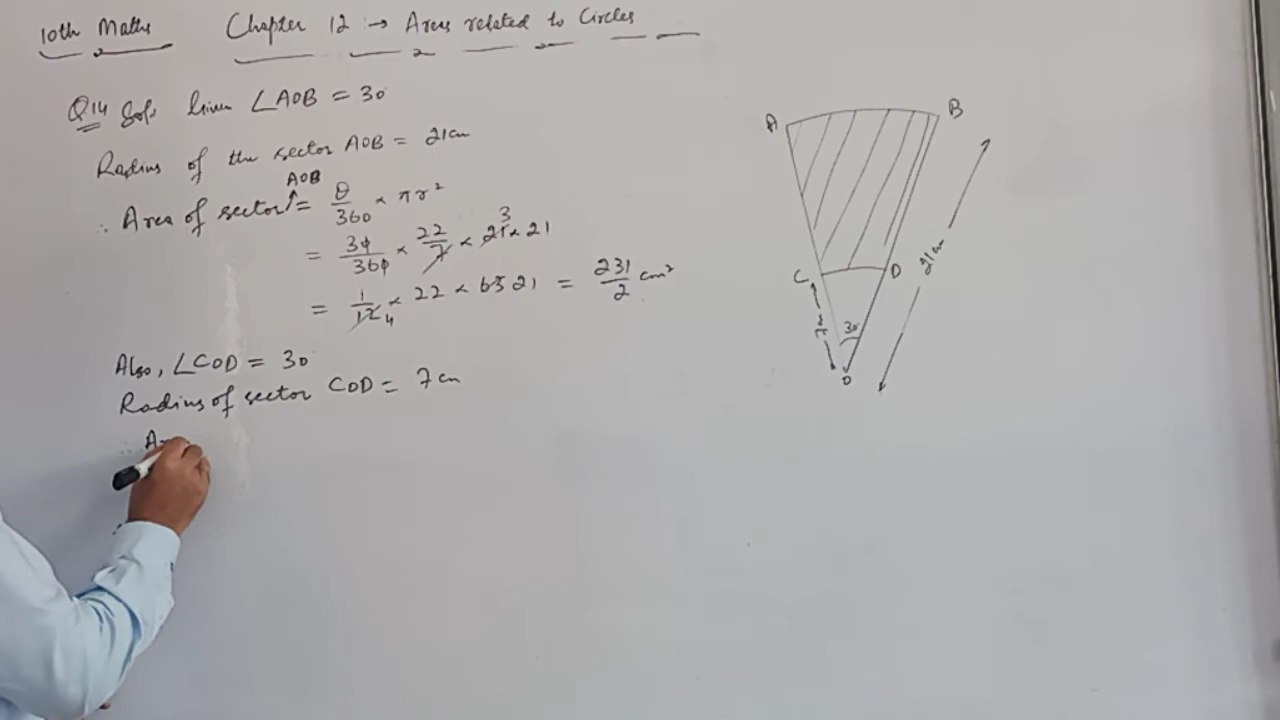 10th Maths Chapter 12 :→ Areas related to Circles
Q14 Sol. Given ∠AOB = 30°
Radius of the sector AOB = 21cm
∴ Area of sector AOB = θ/360 × πr²
= 30/360 × 22/7 × 21 × 21
3
= 1/12 × 22 × 63 21 = 231/2 cm²
4
Also, ∠COD = 30°
Radius of sector COD = 7cm
∴ A
A
B
C
D
O
30°
21cm